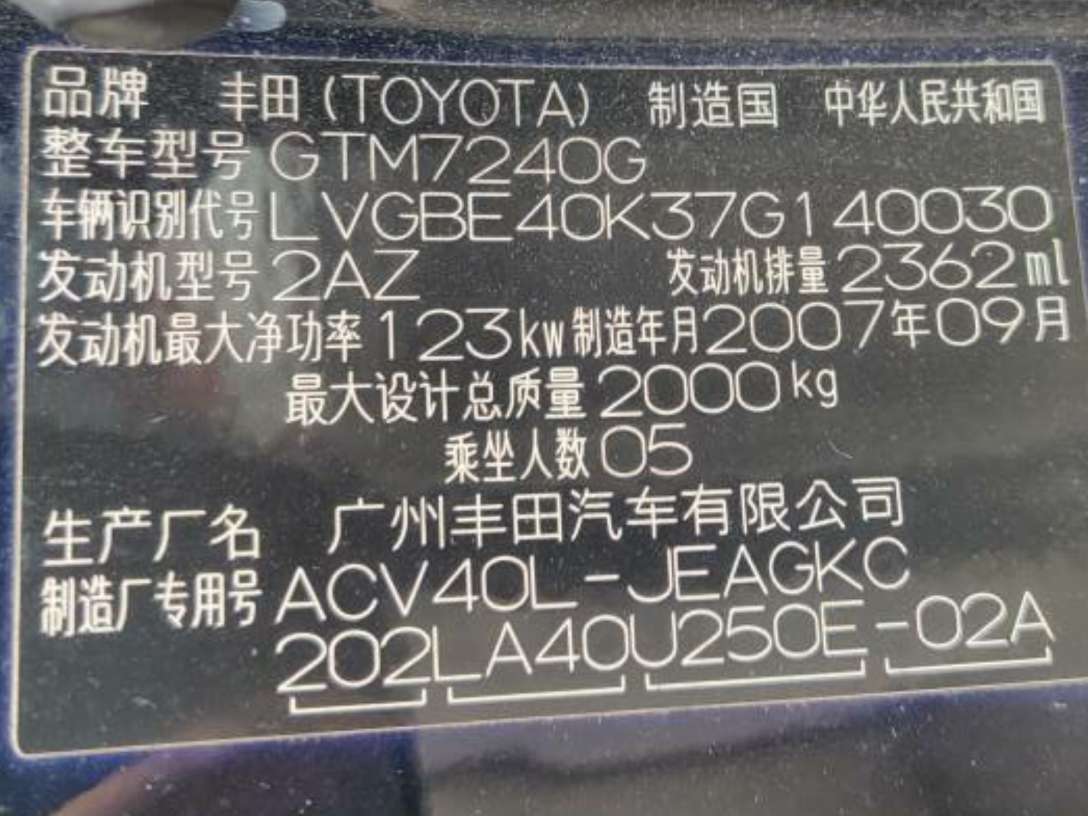 品牌 丰田(TOYOTA) 制造国 中华人民共和国
整车型号 GTM7240G
车辆识别代号 LVGBE40K37G140030
发动机型号 2AZ 发动机排量 2362ml
发动机最大净功率 123kw 制造年月 2007年09月
最大设计总质量 2000kg
乘坐人数 05
生产厂名 广州丰田汽车有限公司
制造厂专用号 ACV40L-JEAGKC
202LA40U250E-02A